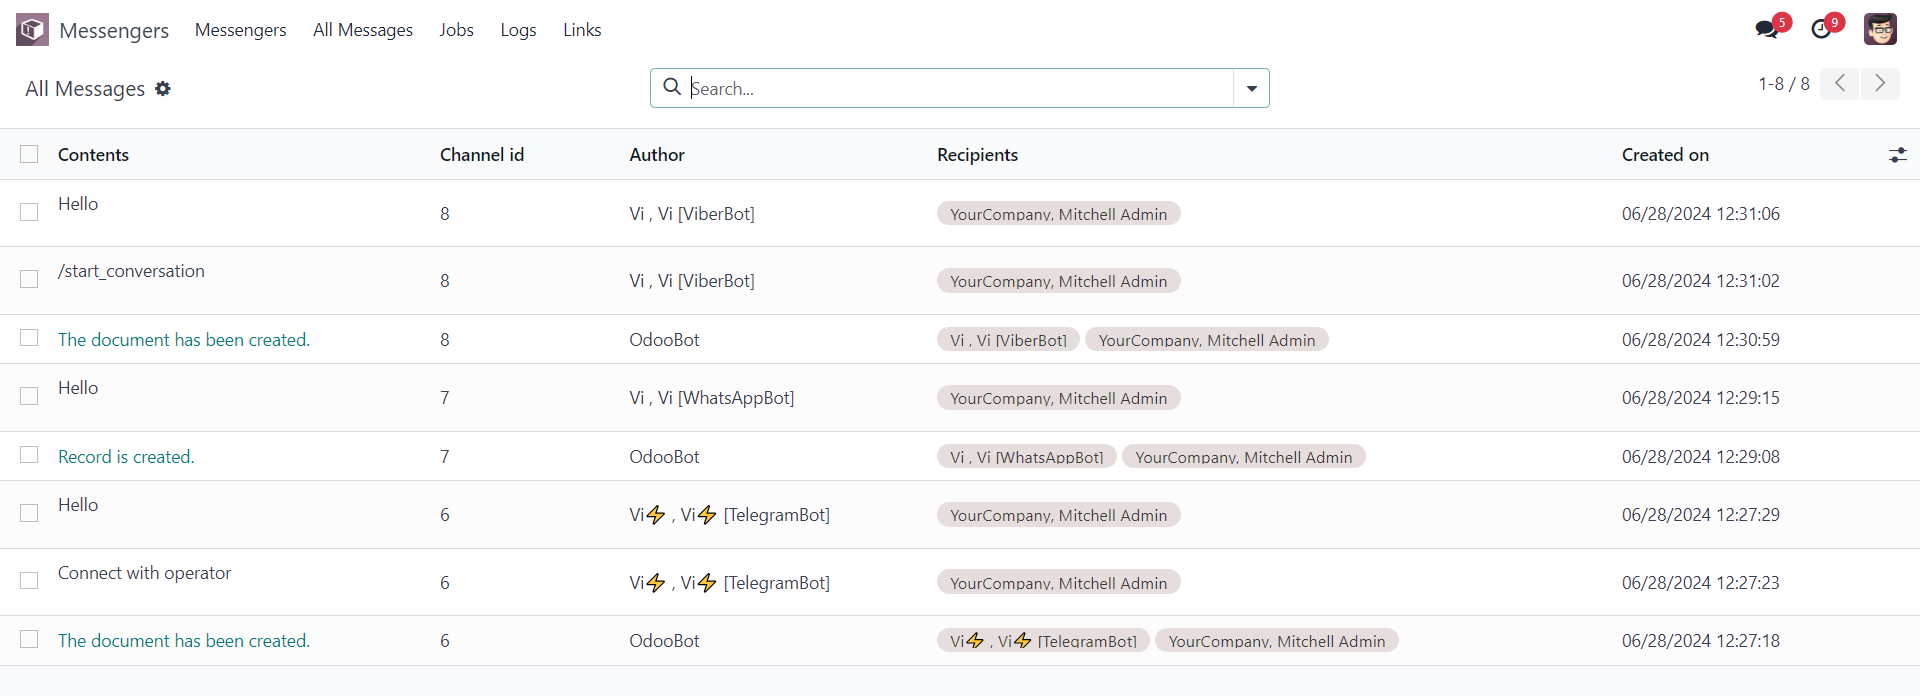 Messengers Messengers All Messages Jobs Logs Links 5 9
All Messages Search... 1-8 / 8
Contents Channel id Author Recipients Created on
Hello 8 Vi , Vi [ViberBot] YourCompany, Mitchell Admin 06/28/2024 12:31:06
/start_conversation 8 Vi , Vi [ViberBot] YourCompany, Mitchell Admin 06/28/2024 12:31:02
The document has been created. 8 OdooBot Vi , Vi [ViberBot] YourCompany, Mitchell Admin 06/28/2024 12:30:59
Hello 7 Vi , Vi [WhatsAppBot] YourCompany, Mitchell Admin 06/28/2024 12:29:15
Record is created. 7 OdooBot Vi , Vi [WhatsAppBot] YourCompany, Mitchell Admin 06/28/2024 12:29:08
Hello 6 Vi⚡ , Vi⚡ [TelegramBot] YourCompany, Mitchell Admin 06/28/2024 12:27:29
Connect with operator 6 Vi⚡ , Vi⚡ [TelegramBot] YourCompany, Mitchell Admin 06/28/2024 12:27:23
The document has been created. 6 OdooBot Vi⚡ , Vi⚡ [TelegramBot] YourCompany, Mitchell Admin 06/28/2024 12:27:18